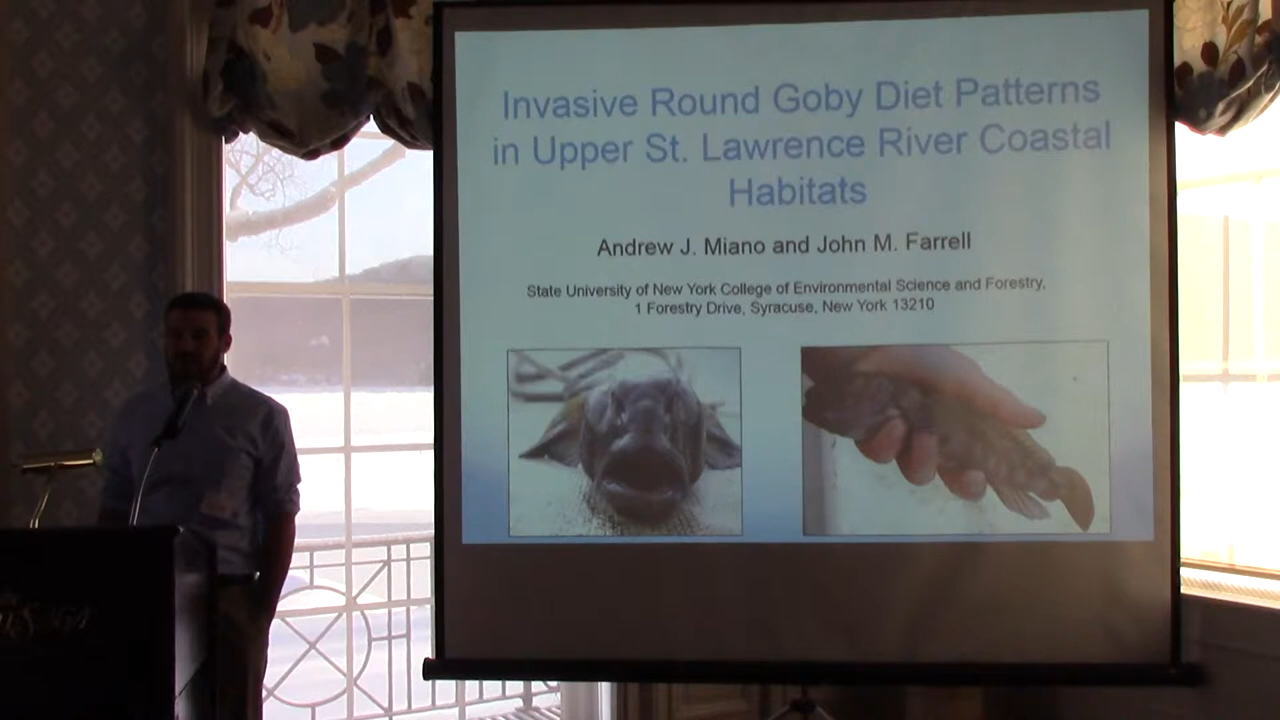 Invasive Round Goby Diet Patterns
in Upper St. Lawrence River Coastal
Habitats
Andrew J. Miano and John M. Farrell
State University of New York College of Environmental Science and Forestry,
1 Forestry Drive, Syracuse, New York 13210